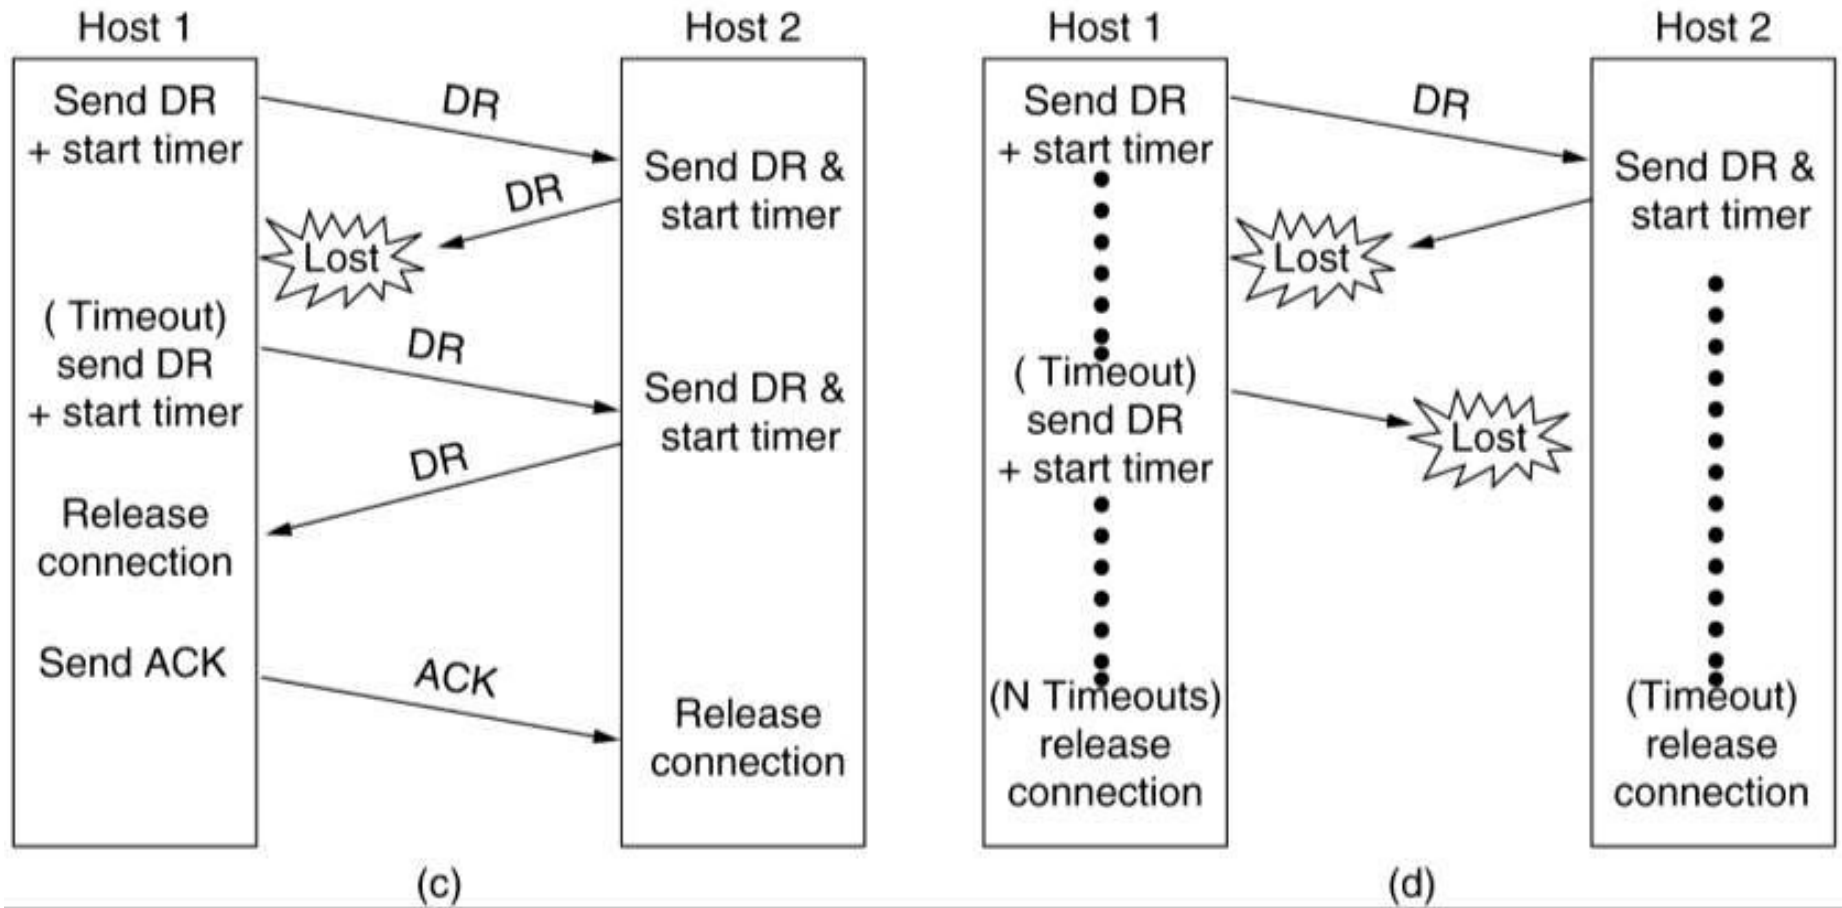 Host 1
Host 2
Send DR
+ start timer
DR
Send DR &
start timer
DR
Lost
( Timeout)
send DR
+ start timer
DR
Send DR &
start timer
DR
Release
connection
Send ACK
ACK
Release
connection
(c)
Host 1
Host 2
Send DR
+ start timer
DR
Send DR &
start timer
Lost
( Timeout)
send DR
+ start timer
Lost
(N Timeouts)
release
connection
(Timeout)
release
connection
(d)